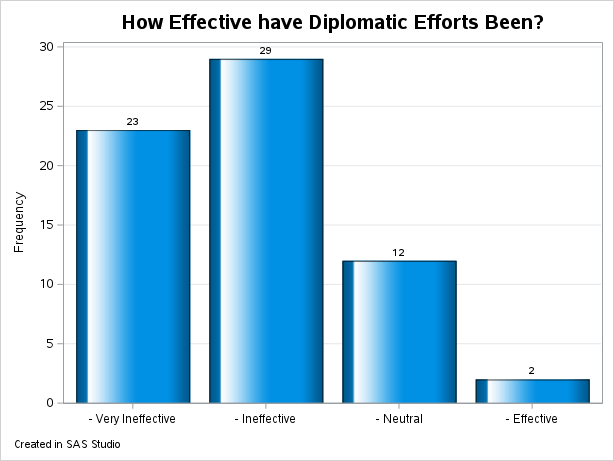 How Effective have Diplomatic Efforts Been?
30
25
20
15
10
5
0
Frequency
23
29
12
2
- Very Ineffective
- Ineffective
- Neutral
- Effective
Created in SAS Studio